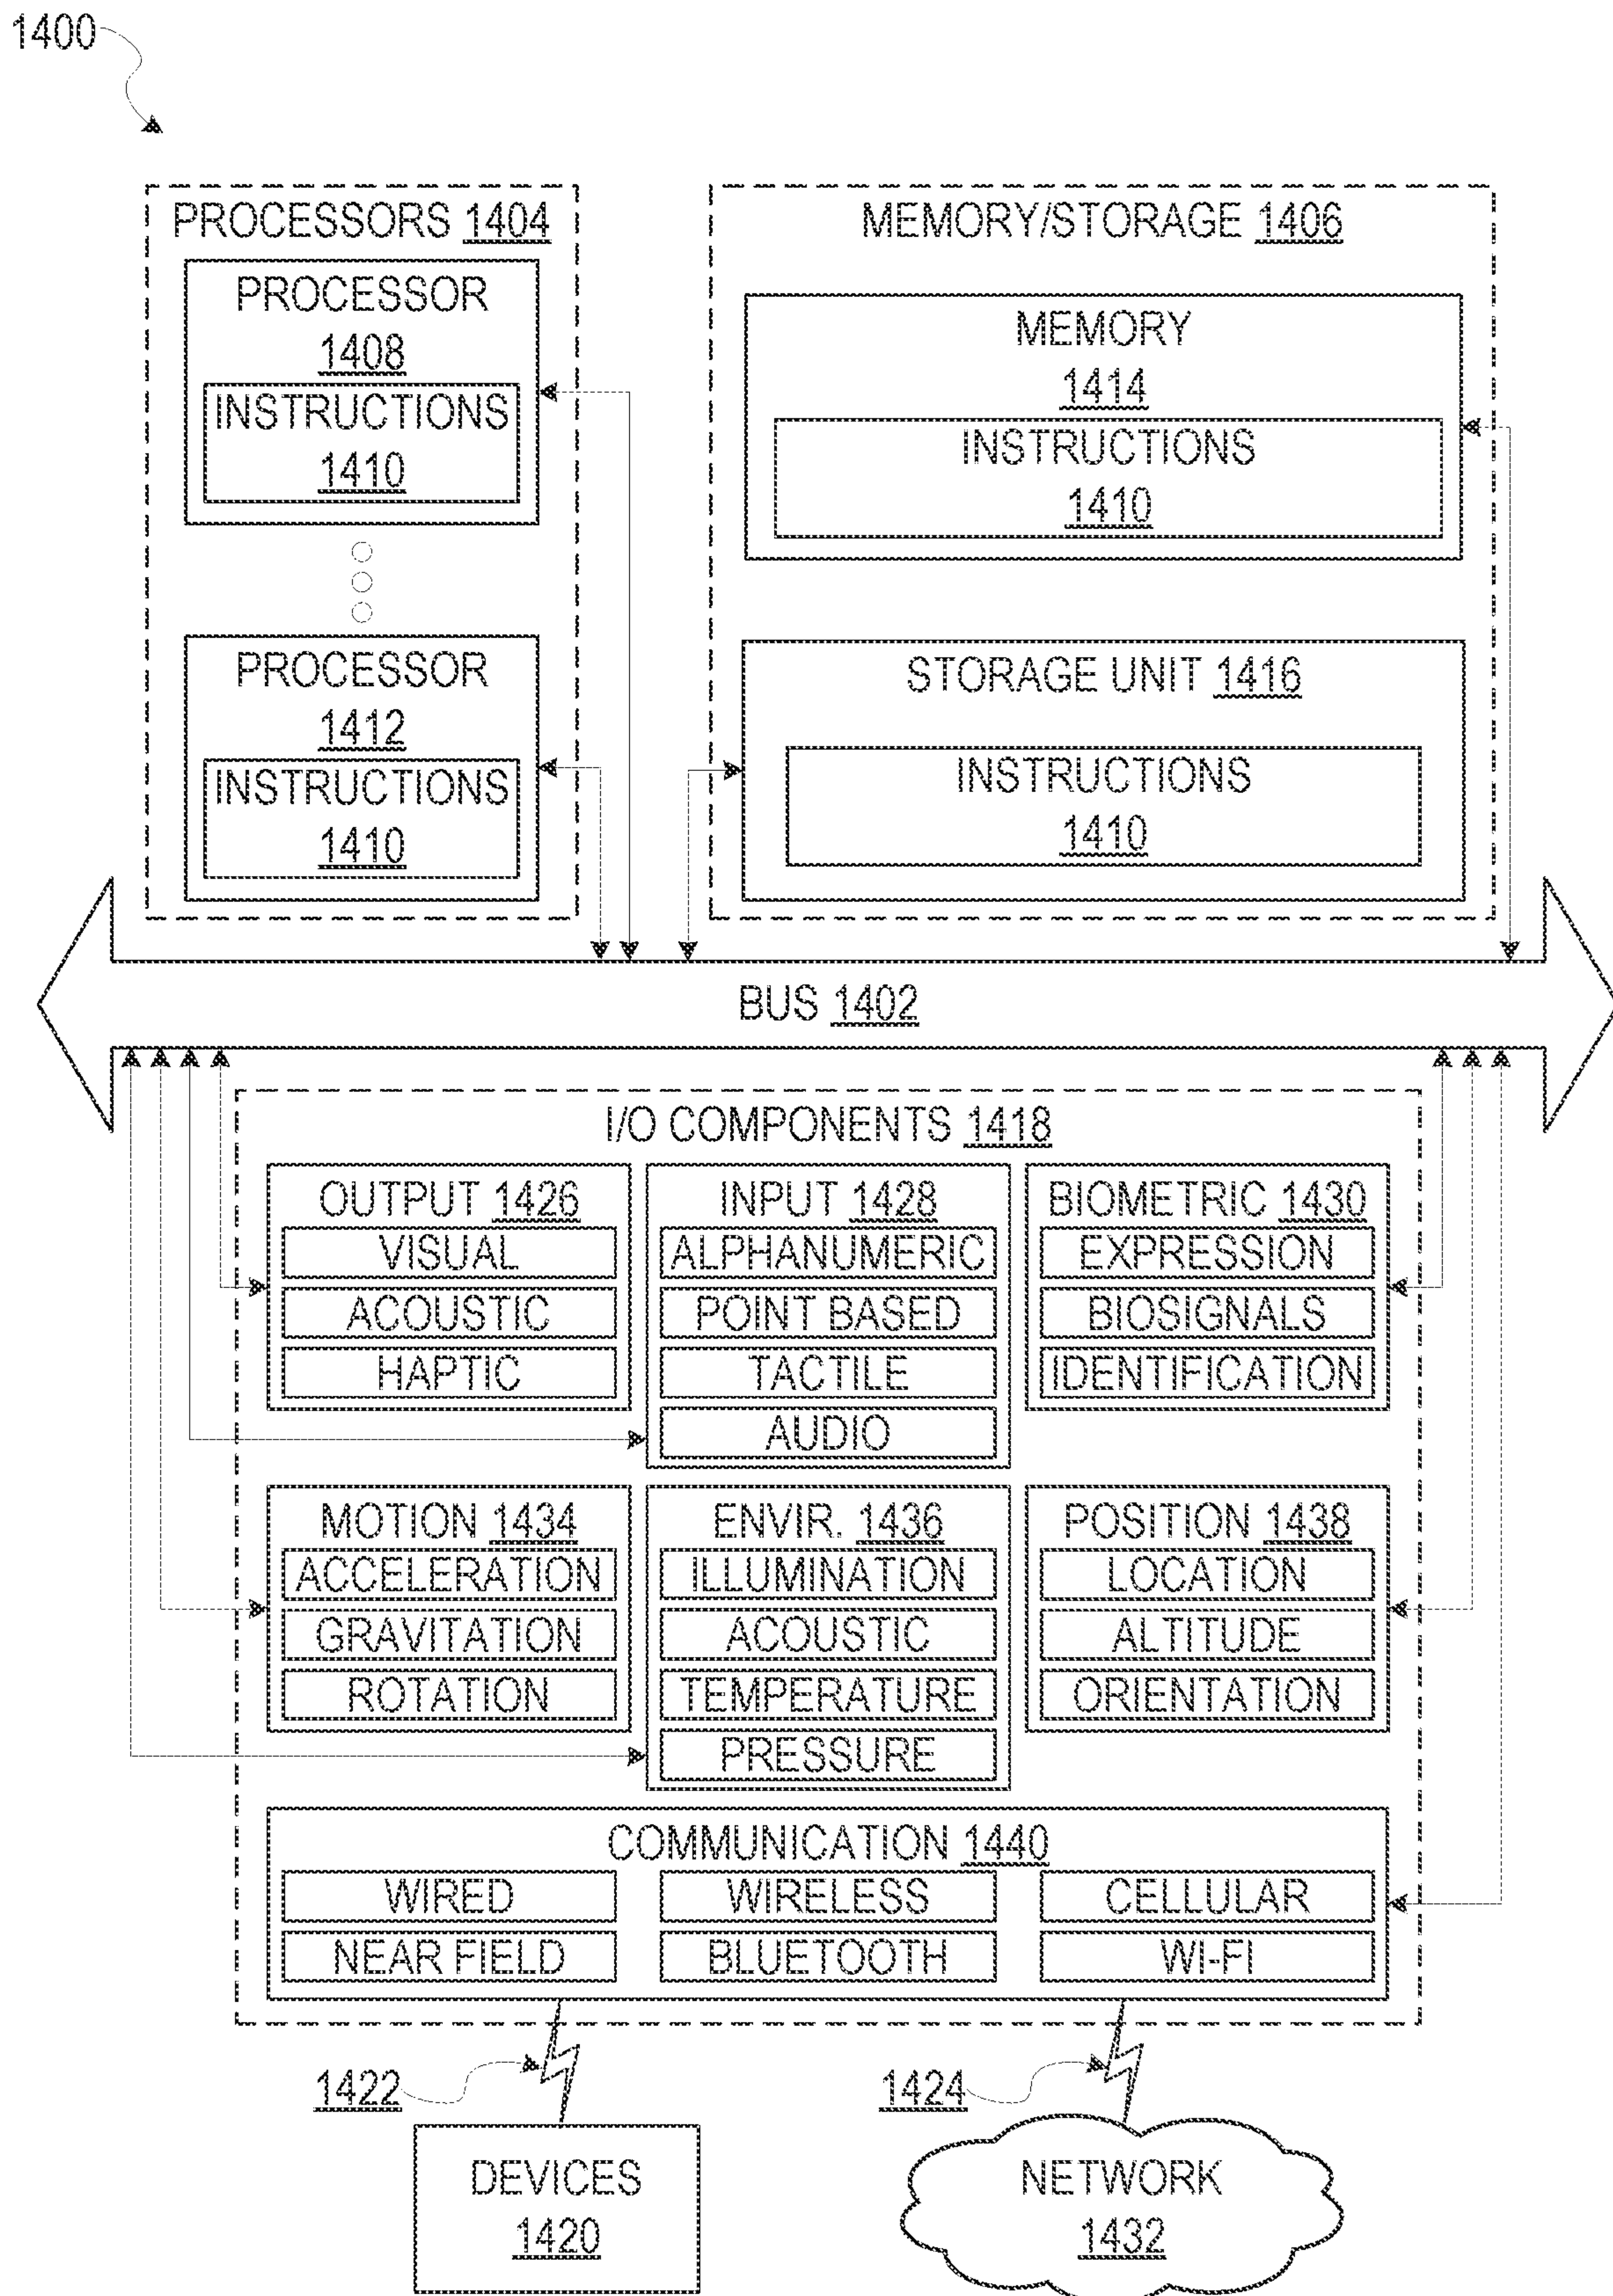 1400
PROCESSORS 1404
PROCESSOR
1408
INSTRUCTIONS
1410
PROCESSOR
1412
INSTRUCTIONS
1410
MEMORY/STORAGE 1406
MEMORY
1414
INSTRUCTIONS
1410
STORAGE UNIT 1416
INSTRUCTIONS
1410
BUS 1402
I/O COMPONENTS 1418
OUTPUT 1426
VISUAL
ACOUSTIC
HAPTIC
INPUT 1428
ALPHANUMERIC
POINT BASED
TACTILE
AUDIO
BIOMETRIC 1430
EXPRESSION
BIOSIGNALS
IDENTIFICATION
MOTION 1434
ACCELERATION
GRAVITATION
ROTATION
ENVIR. 1436
ILLUMINATION
ACOUSTIC
TEMPERATURE
PRESSURE
POSITION 1438
LOCATION
ALTITUDE
ORIENTATION
COMMUNICATION 1440
WIRED
WIRELESS
CELLULAR
NEAR FIELD
BLUETOOTH
WI-FI
1422
1424
DEVICES
1420
NETWORK
1432